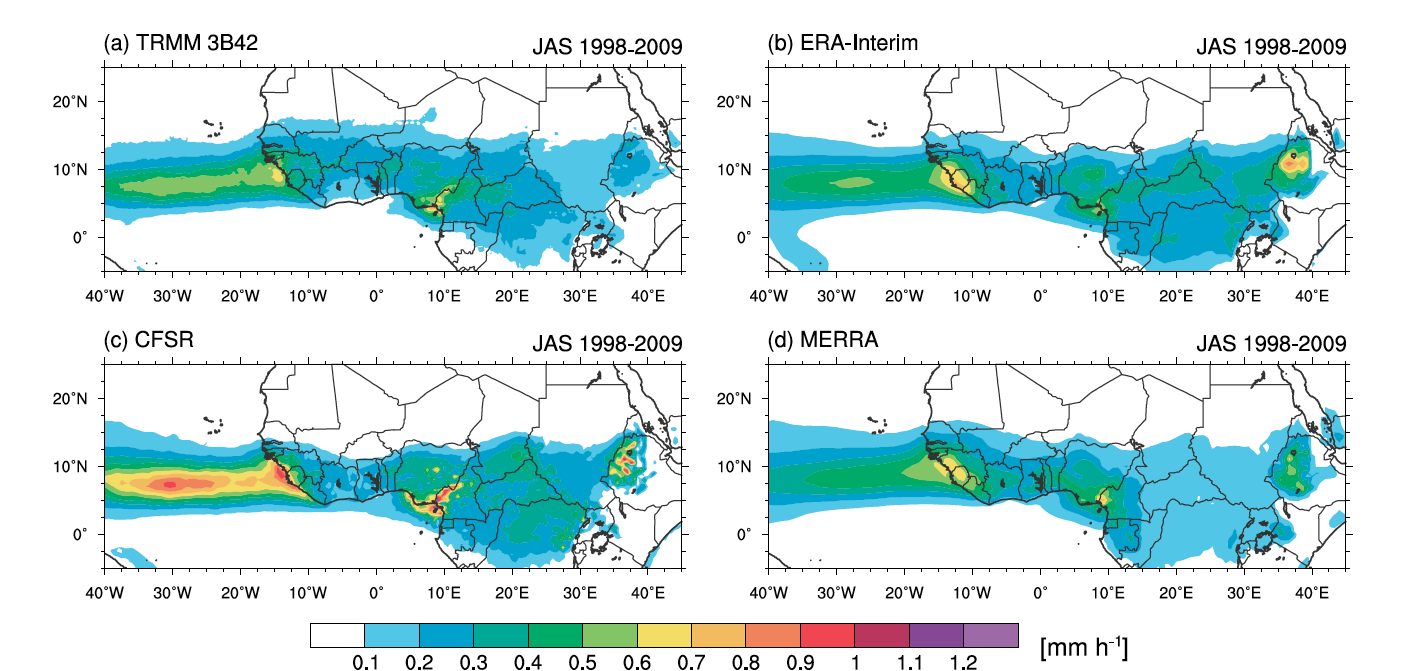 (a) TRMM 3B42 JAS 1998-2009 (b) ERA-Interim JAS 1998-2009
20°N 20°N
10°N 10°N
0° 0°
40°W 30°W 20°W 10°W 0° 10°E 20°E 30°E 40°E 40°W 30°W 20°W 10°W 0° 10°E 20°E 30°E 40°E
(c) CFSR JAS 1998-2009 (d) MERRA JAS 1998-2009
20°N 20°N
10°N 10°N
0° 0°
40°W 30°W 20°W 10°W 0° 10°E 20°E 30°E 40°E 40°W 30°W 20°W 10°W 0° 10°E 20°E 30°E 40°E
[mm h⁻¹]
0.1 0.2 0.3 0.4 0.5 0.6 0.7 0.8 0.9 1 1.1 1.2